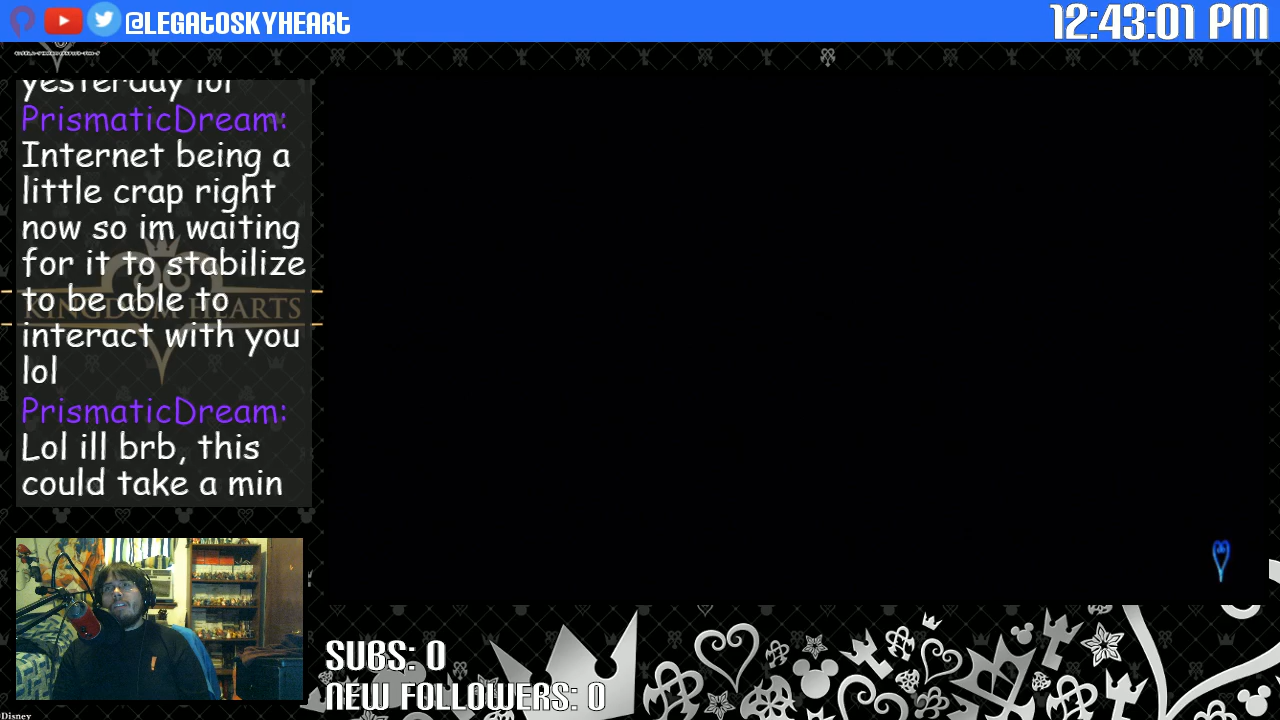 @LEGATOSKYHEART
12:43:01 PM
yesterday lol
PrismaticDream:
Internet being a
little crap right
now so im waiting
for it to stabilize
to be able to
KINGDOM HEARTS
interact with you
lol
PrismaticDream:
Lol ill brb, this
could take a min
SUBS: 0
NEW FOLLOWERS: 0
Disney